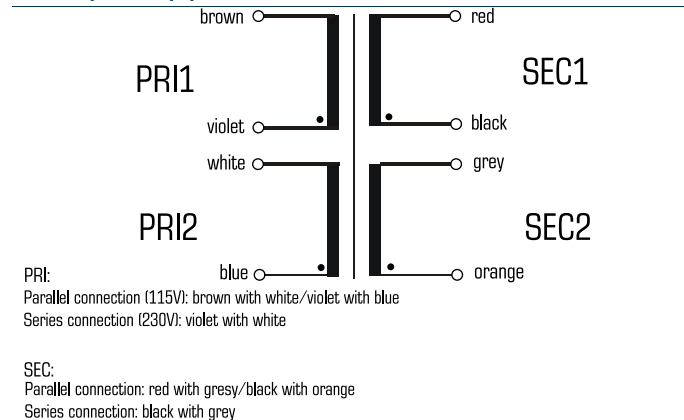 brown
red
PRI1
SEC1
violet
black
white
grey
PRI2
SEC2
blue
orange
PRI:
Parallel connection (115V): brown with white/violet with blue
Series connection (230V): violet with white
SEC:
Parallel connection: red with gresy/black with orange
Series connection: black with grey